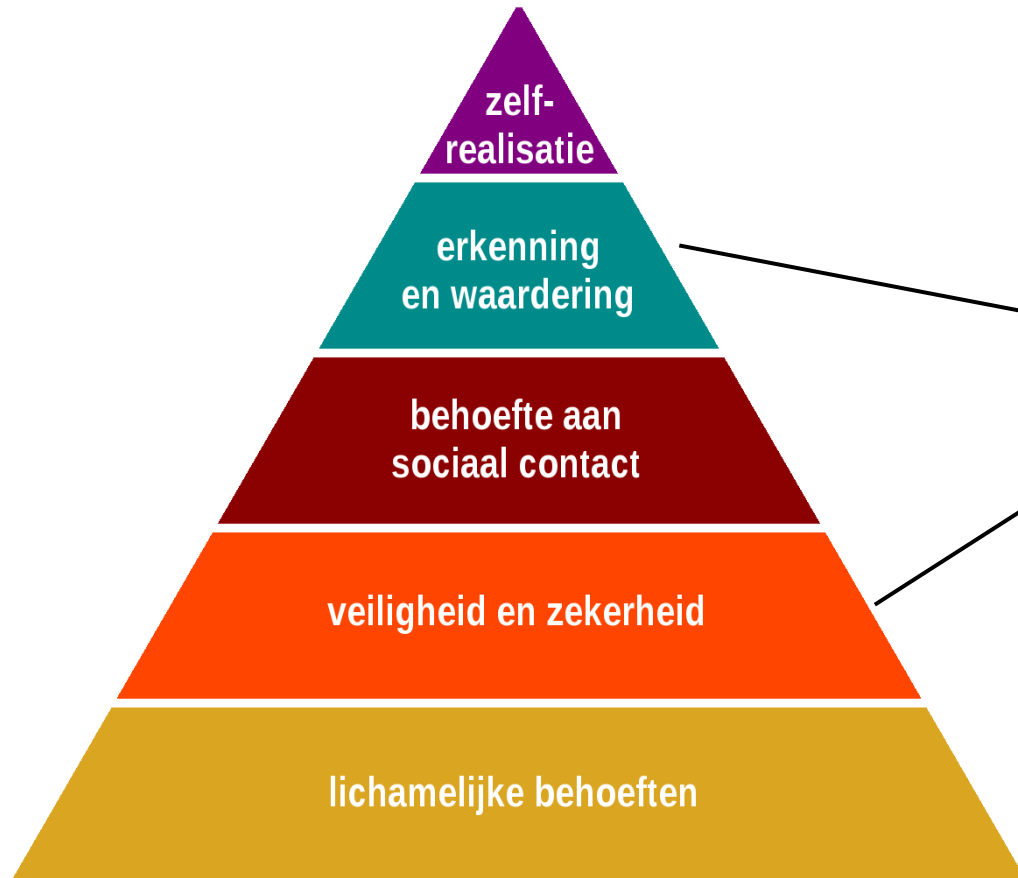 zelf-
realisatie
erkenning
en waardering
behoefte aan
sociaal contact
veiligheid en zekerheid
lichamelijke behoeften